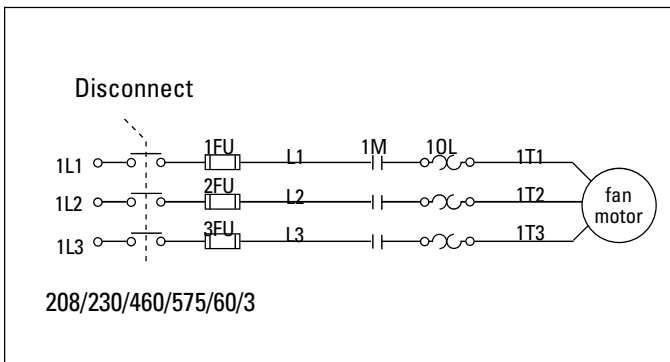 Disconnect
1L1 1FU L1 1M 1OL 1T1
1L2 2FU L2 1T2
1L3 3FU L3 1T3
fan
motor
208/230/460/575/60/3